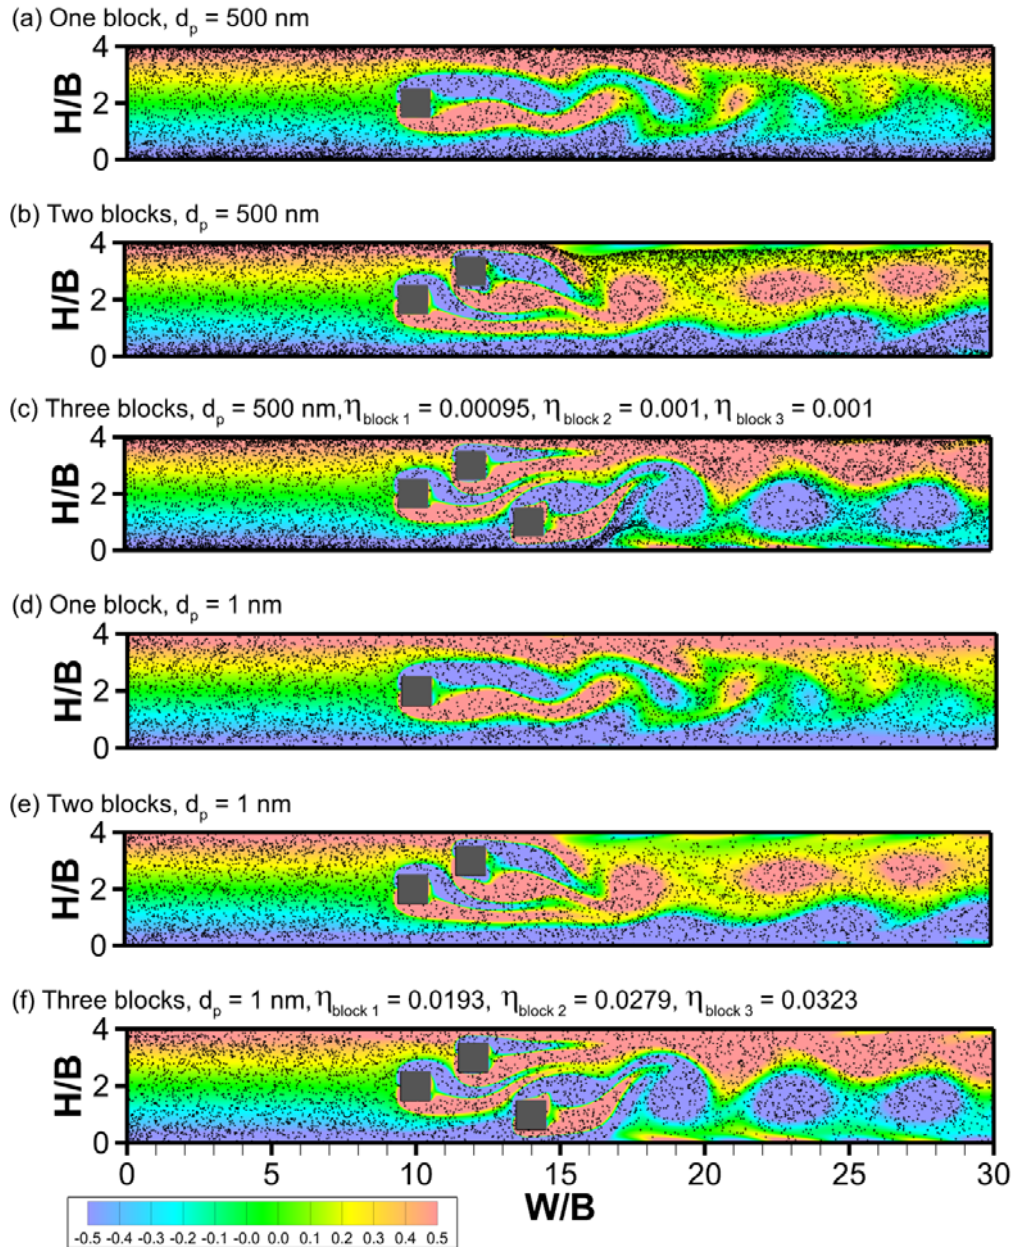 (a) One block, dp = 500 nm
4
H/B
2
0
(b) Two blocks, dp = 500 nm
4
H/B
2
0
(c) Three blocks, dp = 500 nm,ηblock 1 = 0.00095, ηblock 2 = 0.001, ηblock 3 = 0.001
4
H/B
2
0
(d) One block, dp = 1 nm
4
H/B
2
0
(e) Two blocks, dp = 1 nm
4
H/B
2
0
(f) Three blocks, dp = 1 nm,ηblock 1 = 0.0193, ηblock 2 = 0.0279, ηblock 3 = 0.0323
4
H/B
2
0
0 5 10 15 20 25 30
W/B
-0.5 -0.4 -0.3 -0.2 -0.1 -0.0 0.1 0.2 0.3 0.4 0.5